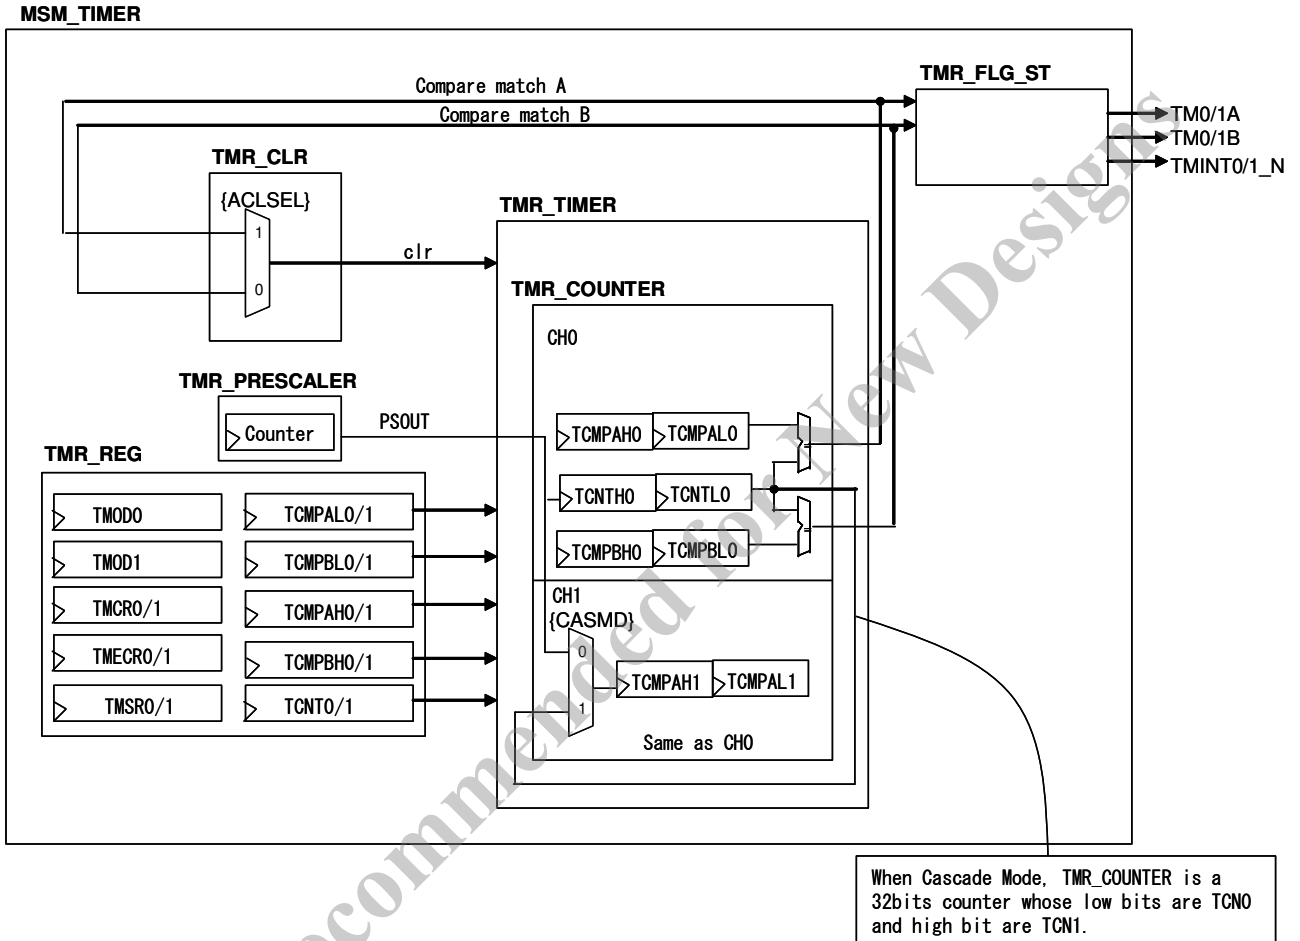 MSM_TIMER
TMR_FLG_ST
Compare match A
Compare match B
TM0/1A
TM0/1B
TMINT0/1_N
TMR_CLR
{ACLSEL}
1
0
clr
TMR_TIMER
TMR_COUNTER
CH0
TMR_PRESCALER
Counter
PSOUT
TCMPAH0 TCMPAL0
TCNTH0 TCNTL0
TCMPBH0 TCMPBL0
TMR_REG
TMOD0 TCMPAL0/1
TMOD1 TCMPBL0/1
TMCR0/1 TCMPAH0/1
TMECR0/1 TCMPBH0/1
TMSR0/1 TCNT0/1
CH1
{CASMD}
0
1
TCMPAH1 TCMPAL1
Same as CH0
When Cascade Mode, TMR_COUNTER is a
32bits counter whose low bits are TCN0
and high bit are TCN1.
ecommended for New Designs